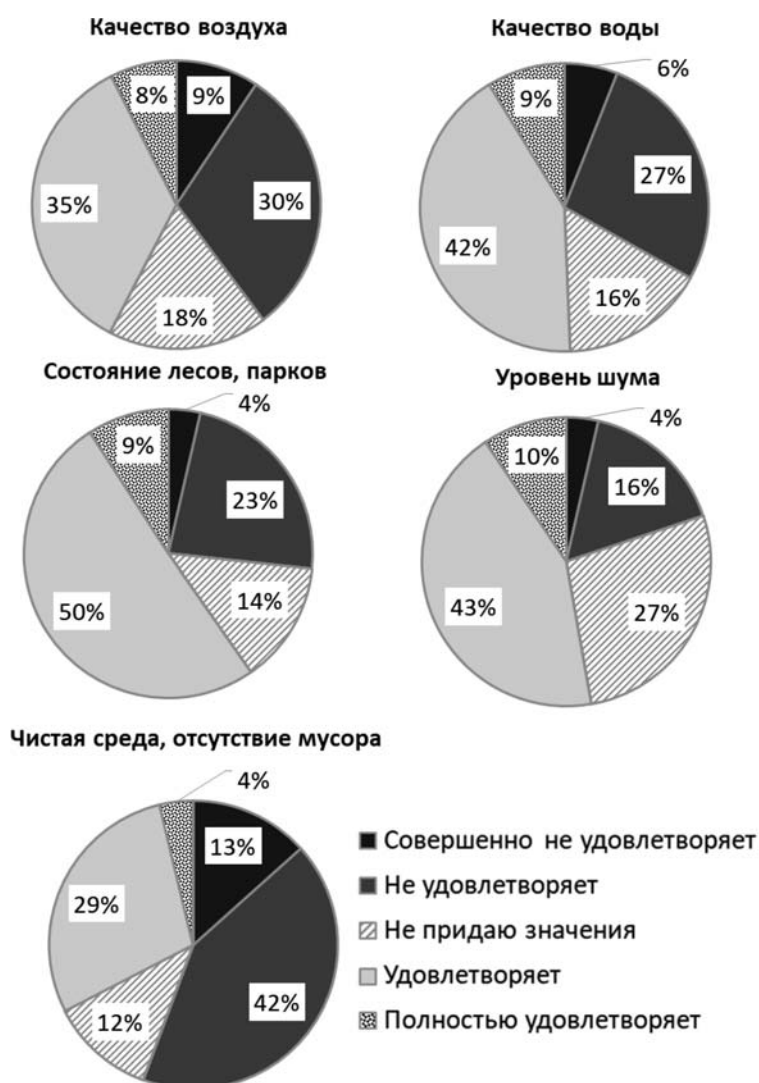 Качество воздуха
8%
9%
35%
30%
18%
Качество воды
6%
9%
27%
42%
16%
Состояние лесов, парков
4%
9%
23%
50%
14%
Уровень шума
4%
10%
16%
43%
27%
Чистая среда, отсутствие мусора
4%
13%
29%
42%
12%
Совершенно не удовлетворяет
Не удовлетворяет
Не придаю значения
Удовлетворяет
Полностью удовлетворяет